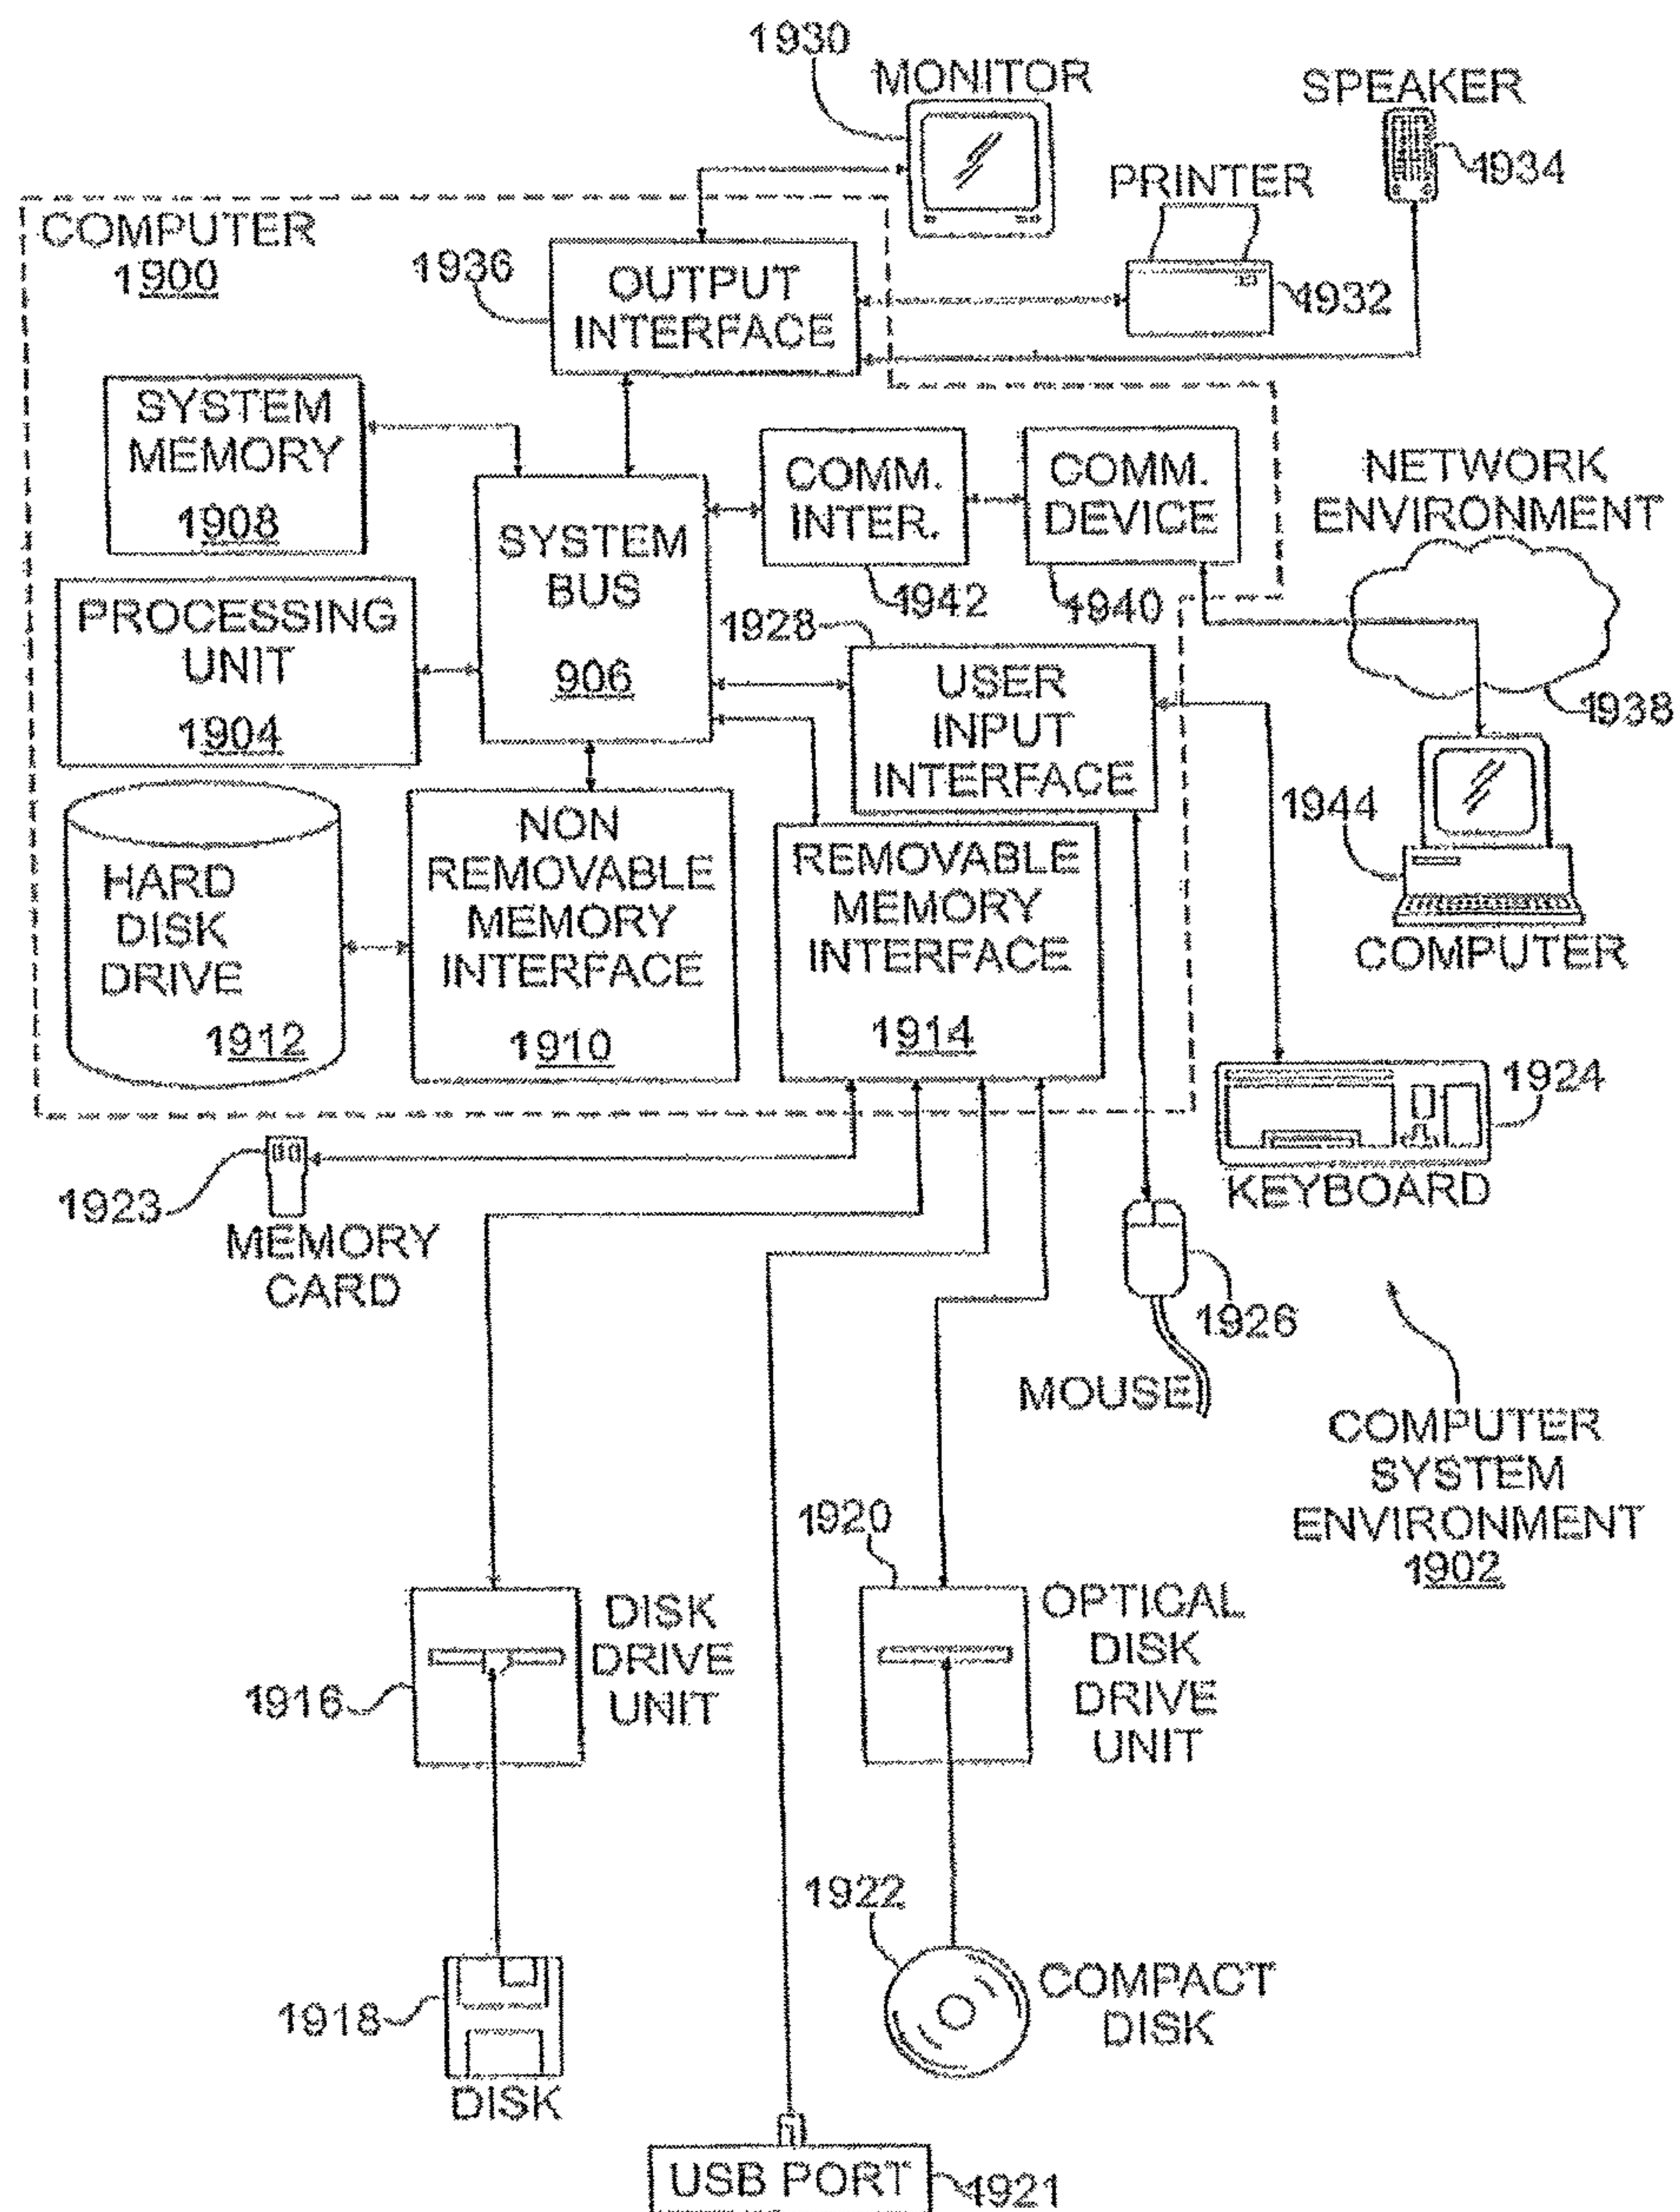 1930
MONITOR
SPEAKER
1934
PRINTER
1932
COMPUTER
1900
1936
OUTPUT
INTERFACE
SYSTEM
MEMORY
1908
COMM.
INTER.
1942
COMM.
DEVICE
1940
NETWORK
ENVIRONMENT
1938
SYSTEM
BUS
906
PROCESSING
UNIT
1904
1928
USER
INPUT
INTERFACE
1944
COMPUTER
HARD
DISK
DRIVE
1912
NON
REMOVABLE
MEMORY
INTERFACE
1910
REMOVABLE
MEMORY
INTERFACE
1914
1924
KEYBOARD
1923
MEMORY
CARD
1926
MOUSE
COMPUTER
SYSTEM
ENVIRONMENT
1902
1920
DISK
DRIVE
UNIT
1916
OPTICAL
DISK
DRIVE
UNIT
1922
COMPACT
DISK
1918
DISK
USB PORT
1921